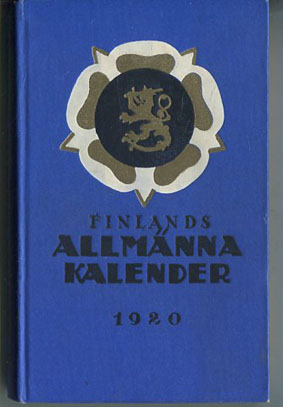 FINLANDS
ALLMÄNNA
KALENDER
1920